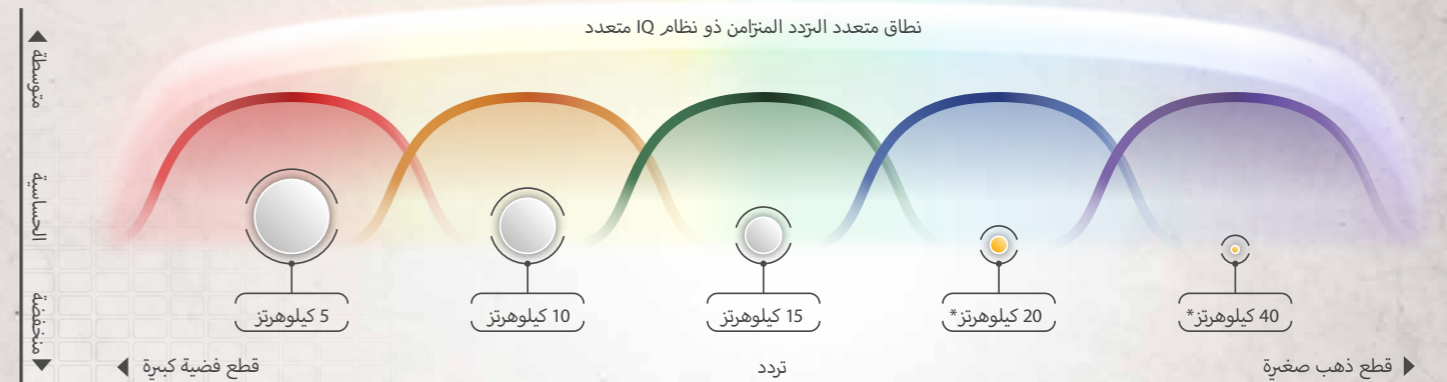 نطاق متعدد التردد المتزامن ذو نظام IQ متعدد
متوسطة
الحساسية
منخفضة
5 كيلوهرتز
10 كيلوهرتز
15 كيلوهرتز
20 كيلوهرتز*
40 كيلوهرتز*
قطع فضية كبيرة
تردد
قطع ذهب صغيرة